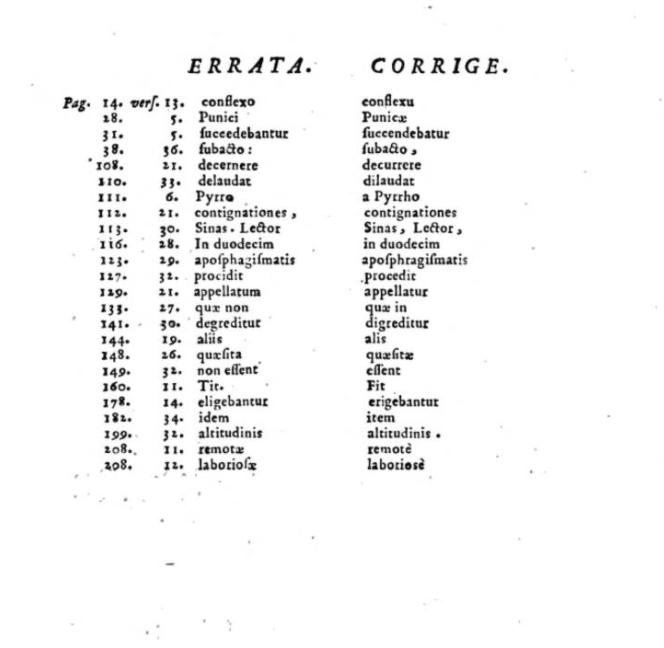 ERRATA. CORRIGE.
Pag. 14. verſ. 13. conflexo conflexu
28. 5. Punici Punicæ
31. 5. ſucceedebantur ſuccendebatur
38. 36. ſubacto: ſubacto,
108. 21. decernere decurrere
110. 33. delaudat dilaudat
111. 6. Pyrro a Pyrrho
112. 21. contignationes, contignationes
113. 30. Sinas. Lector Sinas, Lector,
116. 28. In duodecim in duodecim
123. 29. apoſphagiſmatis apoſphragiſmatis
127. 32. procidit procedit
129. 21. appellatum appellatur
133. 27. quæ non quæ in
141. 30. degreditur digreditur
144. 19. aliis alis
148. 26. quæſita quæſitæ
149. 32. non eſſent eſſent
160. 11. Tit. Fit
178. 14. eligebantur erigebantur
182. 34. idem item
199. 32. altitudinis altitudinis.
208. 11. remotæ remotè
208. 12. laborioſæ laborioſè